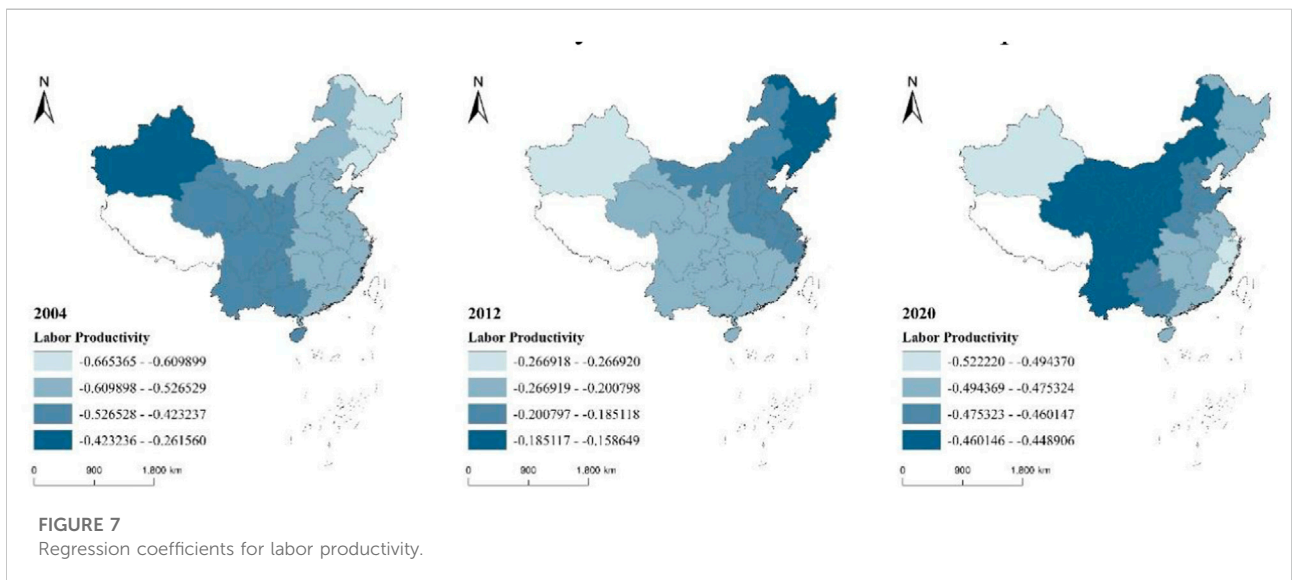 N
2004
Labor Productivity
-0.665365 - -0.609899
-0.609898 - -0.526529
-0.526528 - -0.423237
-0.423236 - -0.261560
0 900 1,800 km
N
2012
Labor Productivity
-0.266918 - -0.266920
-0.266919 - -0.200798
-0.200797 - -0.185118
-0.185117 - -0.158649
0 900 1,800 km
N
2020
Labor Productivity
-0.522220 - -0.494370
-0.494369 - -0.475324
-0.475323 - -0.460147
-0.460146 - -0.448906
0 900 1,800 km
FIGURE 7
Regression coefficients for labor productivity.